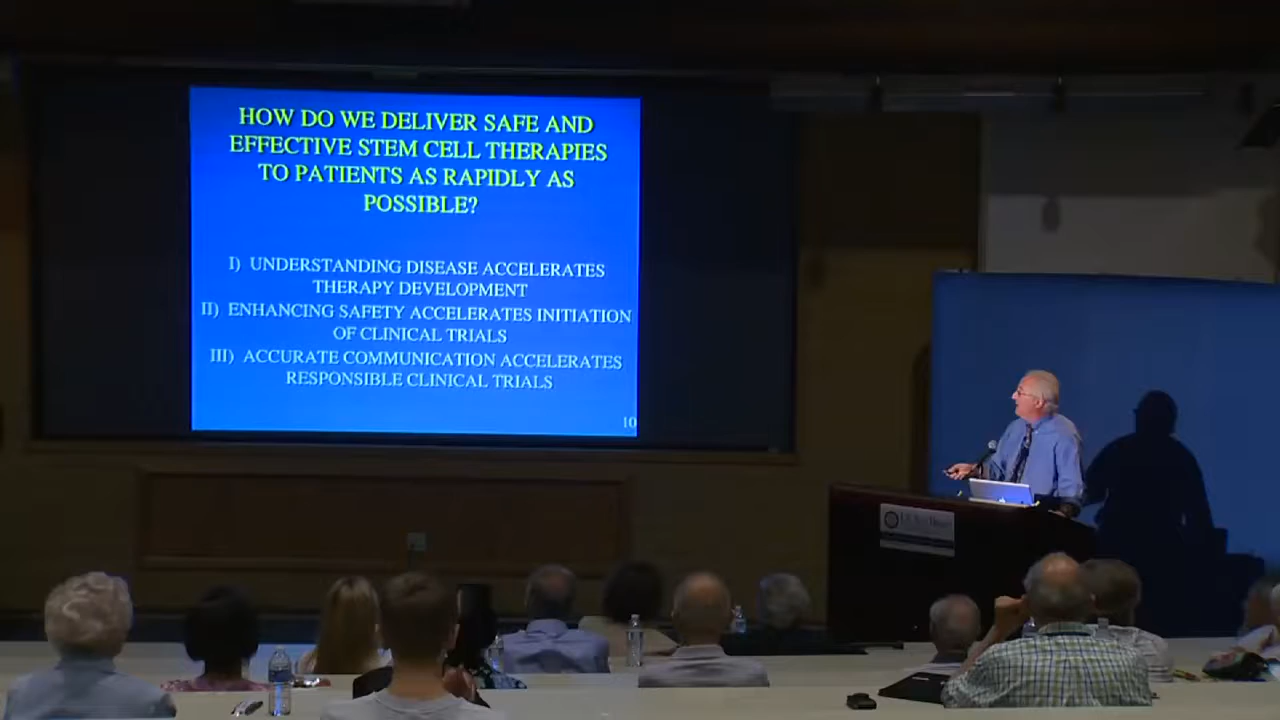 HOW DO WE DELIVER SAFE AND
EFFECTIVE STEM CELL THERAPIES
TO PATIENTS AS RAPIDLY AS
POSSIBLE?
I) UNDERSTANDING DISEASE ACCELERATES
THERAPY DEVELOPMENT
II) ENHANCING SAFETY ACCELERATES INITIATION
OF CLINICAL TRIALS
III) ACCURATE COMMUNICATION ACCELERATES
RESPONSIBLE CLINICAL TRIALS
10